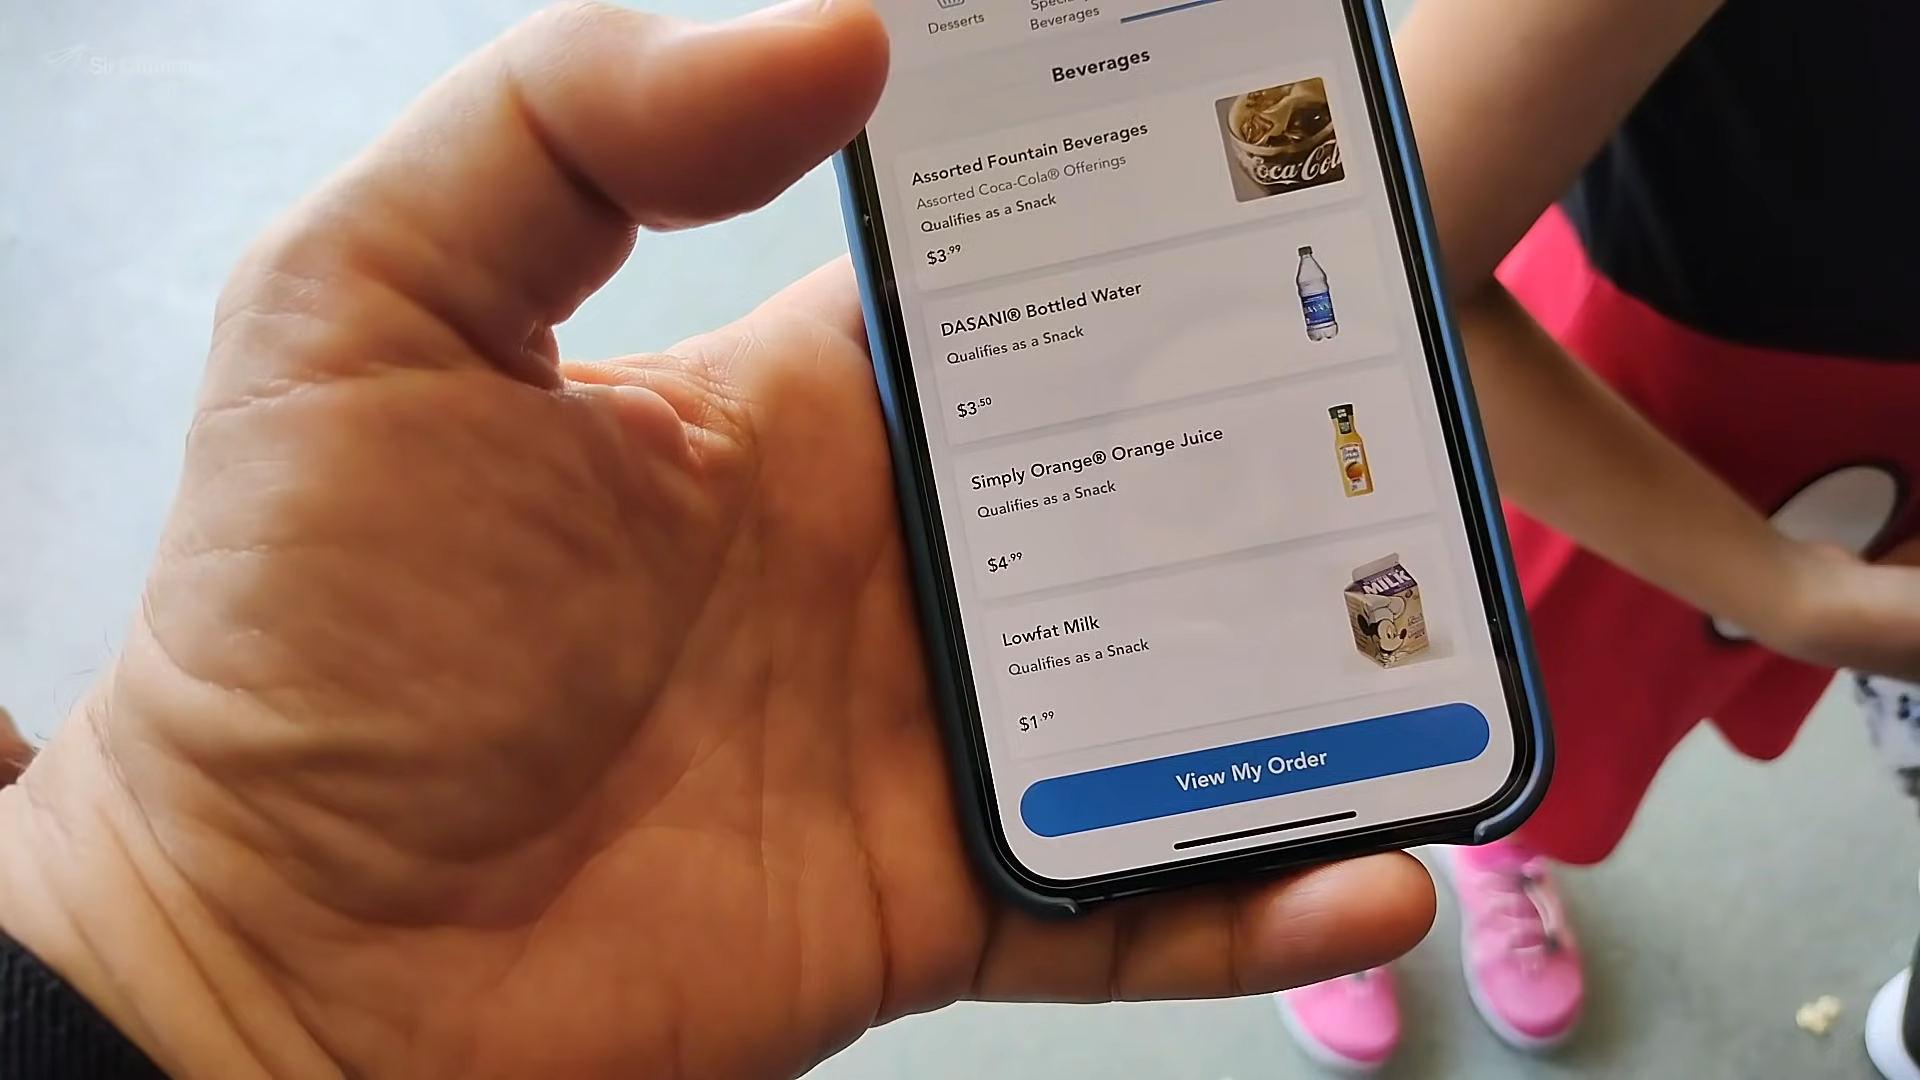 Desserts
Beverages
Beverages
Assorted Fountain Beverages
Assorted Coca-Cola® Offerings
Qualifies as a Snack
$3.99
Coca-Cola
DASANI® Bottled Water
Qualifies as a Snack
$3.50
Simply Orange® Orange Juice
Qualifies as a Snack
$4.99
Lowfat Milk
Qualifies as a Snack
$1.99
MILK
View My Order